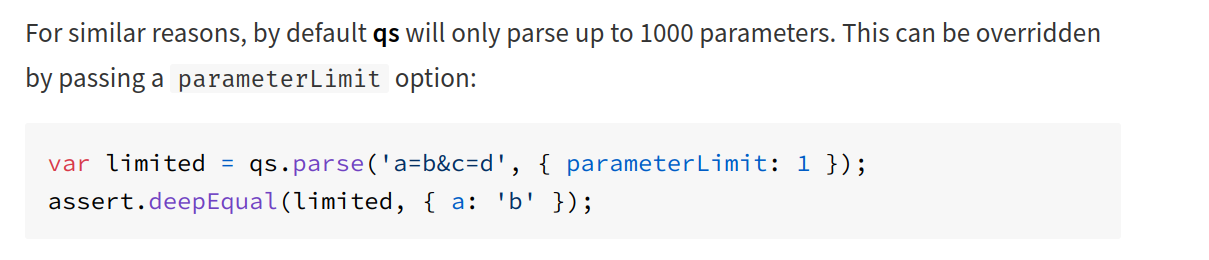 For similar reasons, by default qs will only parse up to 1000 parameters. This can be overridden
by passing a parameterLimit option:
var limited = qs.parse('a=b&c=d', { parameterLimit: 1 });
assert.deepEqual(limited, { a: 'b' });